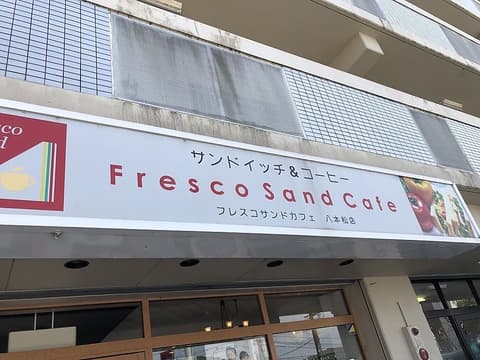 サンドイッチ&コーヒー
Fresco Sand Cafe
フレスコサンドカフェ 八本松店